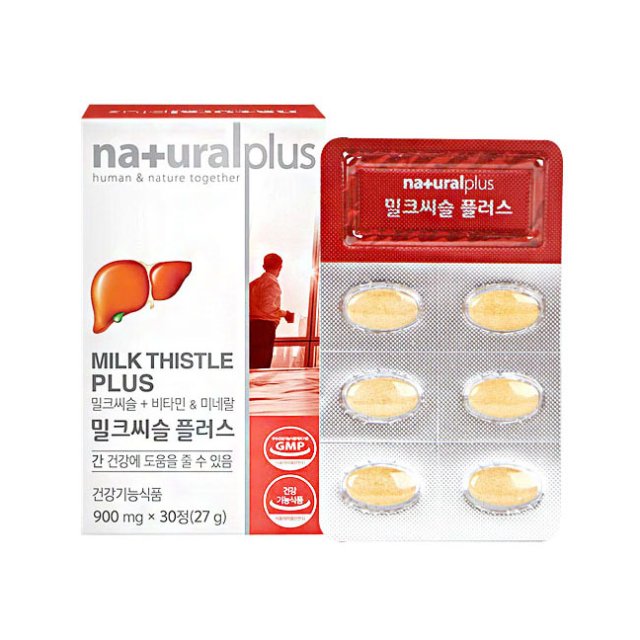 na+uralplus
human & nature together
MILK THISTLE
PLUS
밀크씨슬 + 비타민 & 미네랄
밀크씨슬 플러스
간 건강에 도움을 줄 수 있음
건강기능식품
900 mg × 30정(27 g)
GMP
건강
기능식품
na+uralplus
밀크씨슬 플러스